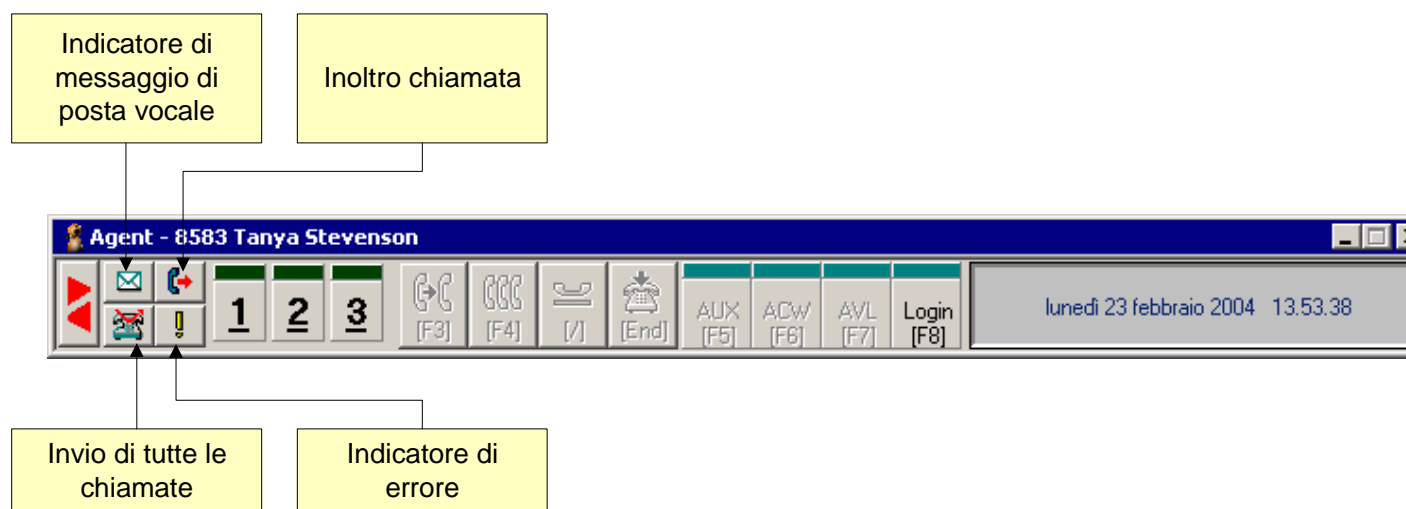 Indicatore di
messaggio di
posta vocale
Inoltro chiamata
Agent - 8583 Tanya Stevenson
1 2 3 [F3] [F4] [/] [End] AUX [F5] ACW [F6] AVL [F7] Login [F8] lunedì 23 febbraio 2004 13.53.38
Invio di tutte le
chiamate
Indicatore di
errore